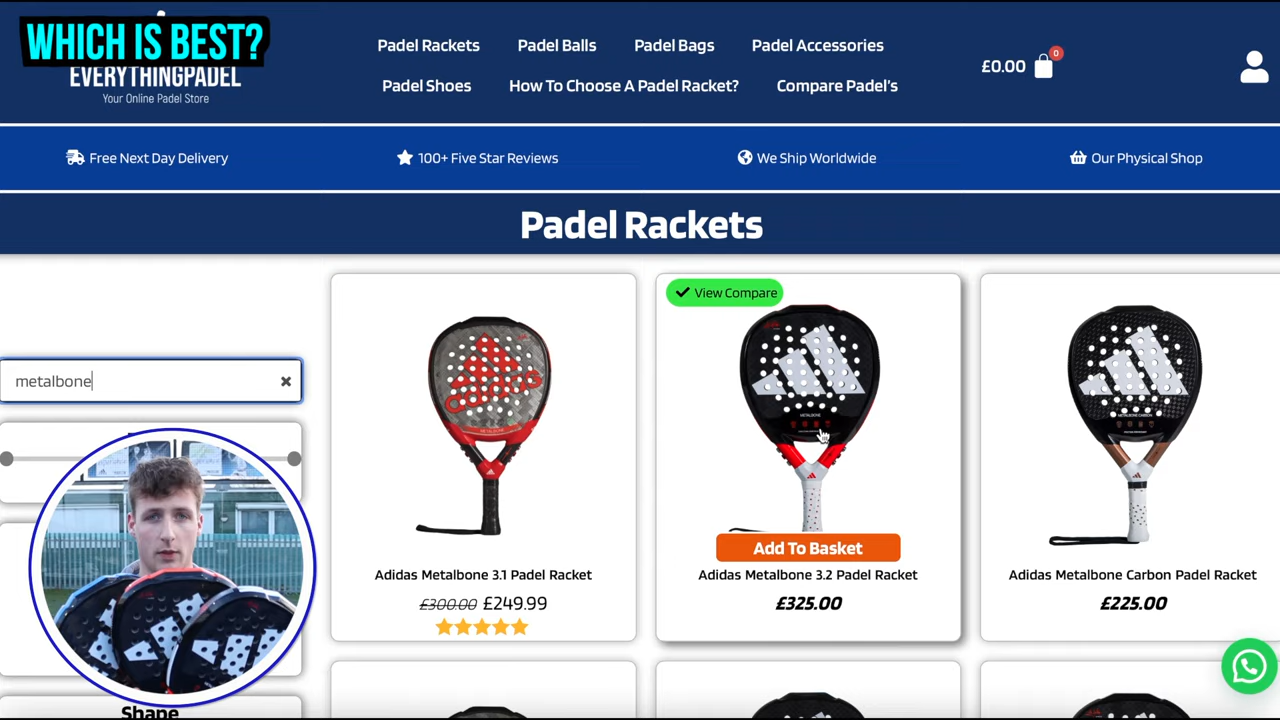 WHICH IS BEST?
EVERYTHINGPADEL
Your Online Padel Store
Padel Rackets
Padel Balls
Padel Bags
Padel Accessories
Padel Shoes
How To Choose A Padel Racket?
Compare Padel's
£0.00
0
Free Next Day Delivery
100+ Five Star Reviews
We Ship Worldwide
Our Physical Shop
Padel Rackets
metalbone
View Compare
adidas
METALBONE
METALBONE CARBON
Add To Basket
Adidas Metalbone 3.1 Padel Racket
£300.00 £249.99
Adidas Metalbone 3.2 Padel Racket
£325.00
Adidas Metalbone Carbon Padel Racket
£225.00
Shape